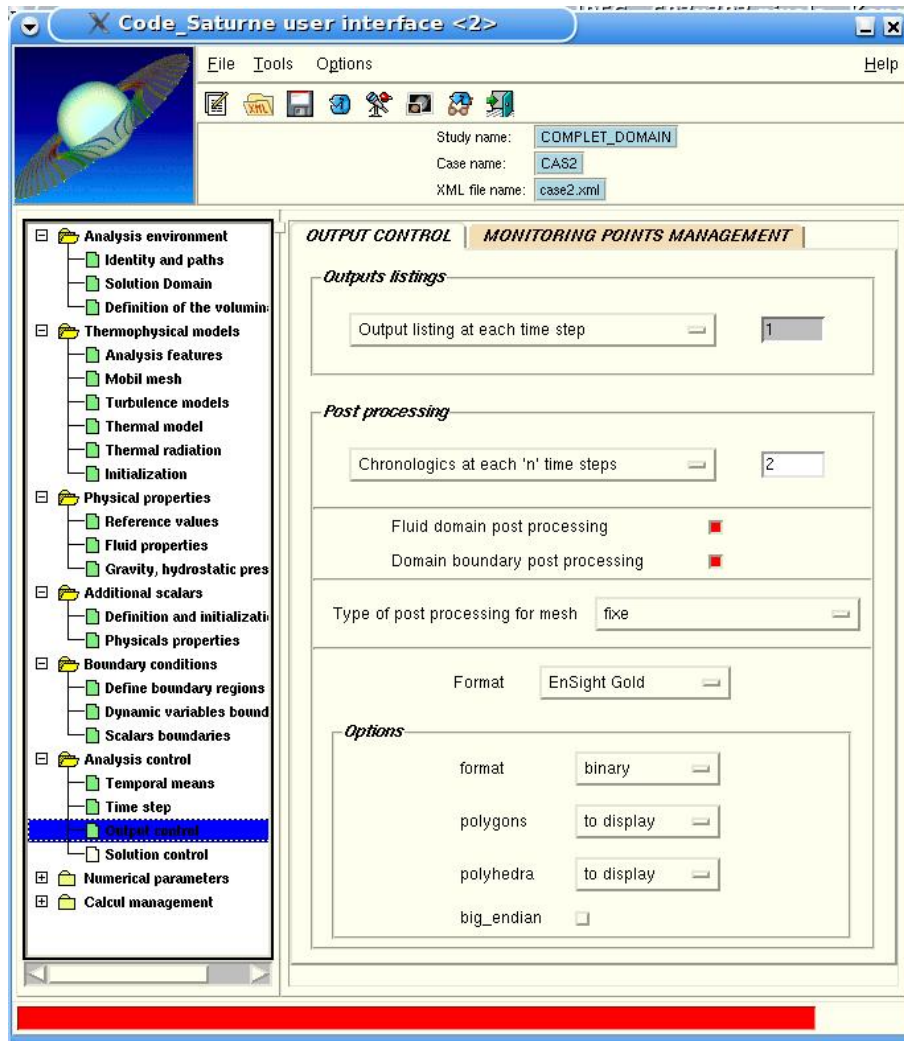 Code_Saturne user interface <2>
File Tools Options Help
Study name: COMPLET_DOMAIN
Case name: CAS2
XML file name: case2.xml
Analysis environment
Identity and paths
Solution Domain
Definition of the volumin
Thermophysical models
Analysis features
Mobil mesh
Turbulence models
Thermal model
Thermal radiation
Initialization
Physical properties
Reference values
Fluid properties
Gravity, hydrostatic pres
Additional scalars
Definition and initializati
Physicals properties
Boundary conditions
Define boundary regions
Dynamic variables bound
Scalars boundaries
Analysis control
Temporal means
Time step
Output control
Solution control
Numerical parameters
Calcul management
OUTPUT CONTROL MONITORING POINTS MANAGEMENT
Outputs listings
Output listing at each time step 1
Post processing
Chronologics at each 'n' time steps 2
Fluid domain post processing
Domain boundary post processing
Type of post processing for mesh fixe
Format EnSight Gold
Options
format binary
polygons to display
polyhedra to display
big_endian